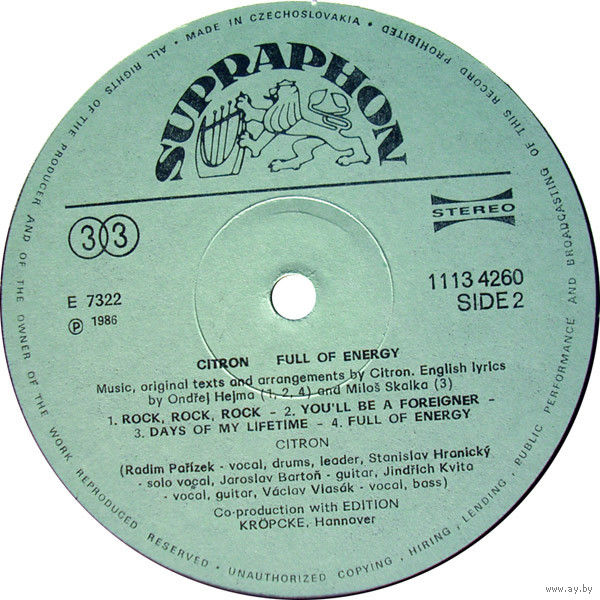 ALL RIGHTS OF THE PRODUCER AND OF THE OWNER OF THE WORK REPRODUCED RESERVED · UNAUTHORIZED COPYING, HIRING, LENDING, PUBLIC PERFORMANCE AND BROADCASTING OF THIS RECORD PROHIBITED · MADE IN CZECHOSLOVAKIA ·
SUPRAPHON
33
STEREO
1113 4260
SIDE 2
E 7322
Ⓟ 1986
CITRON FULL OF ENERGY
Music, original texts and arrangements by Citron. English lyrics
by Ondřej Hejma (1, 2, 4) and Miloš Skalka (3)
1. ROCK, ROCK, ROCK – 2. YOU'LL BE A FOREIGNER –
3. DAYS OF MY LIFETIME – 4. FULL OF ENERGY
CITRON
(Radim Pařízek - vocal, drums, leader, Stanislav Hranický
- solo vocal, Jaroslav Bartoň - guitar, Jindřich Kvita
- vocal, guitar, Václav Vlasák - vocal, bass)
Co-production with EDITION
KRÖPCKE, Hannover
www.ay.by